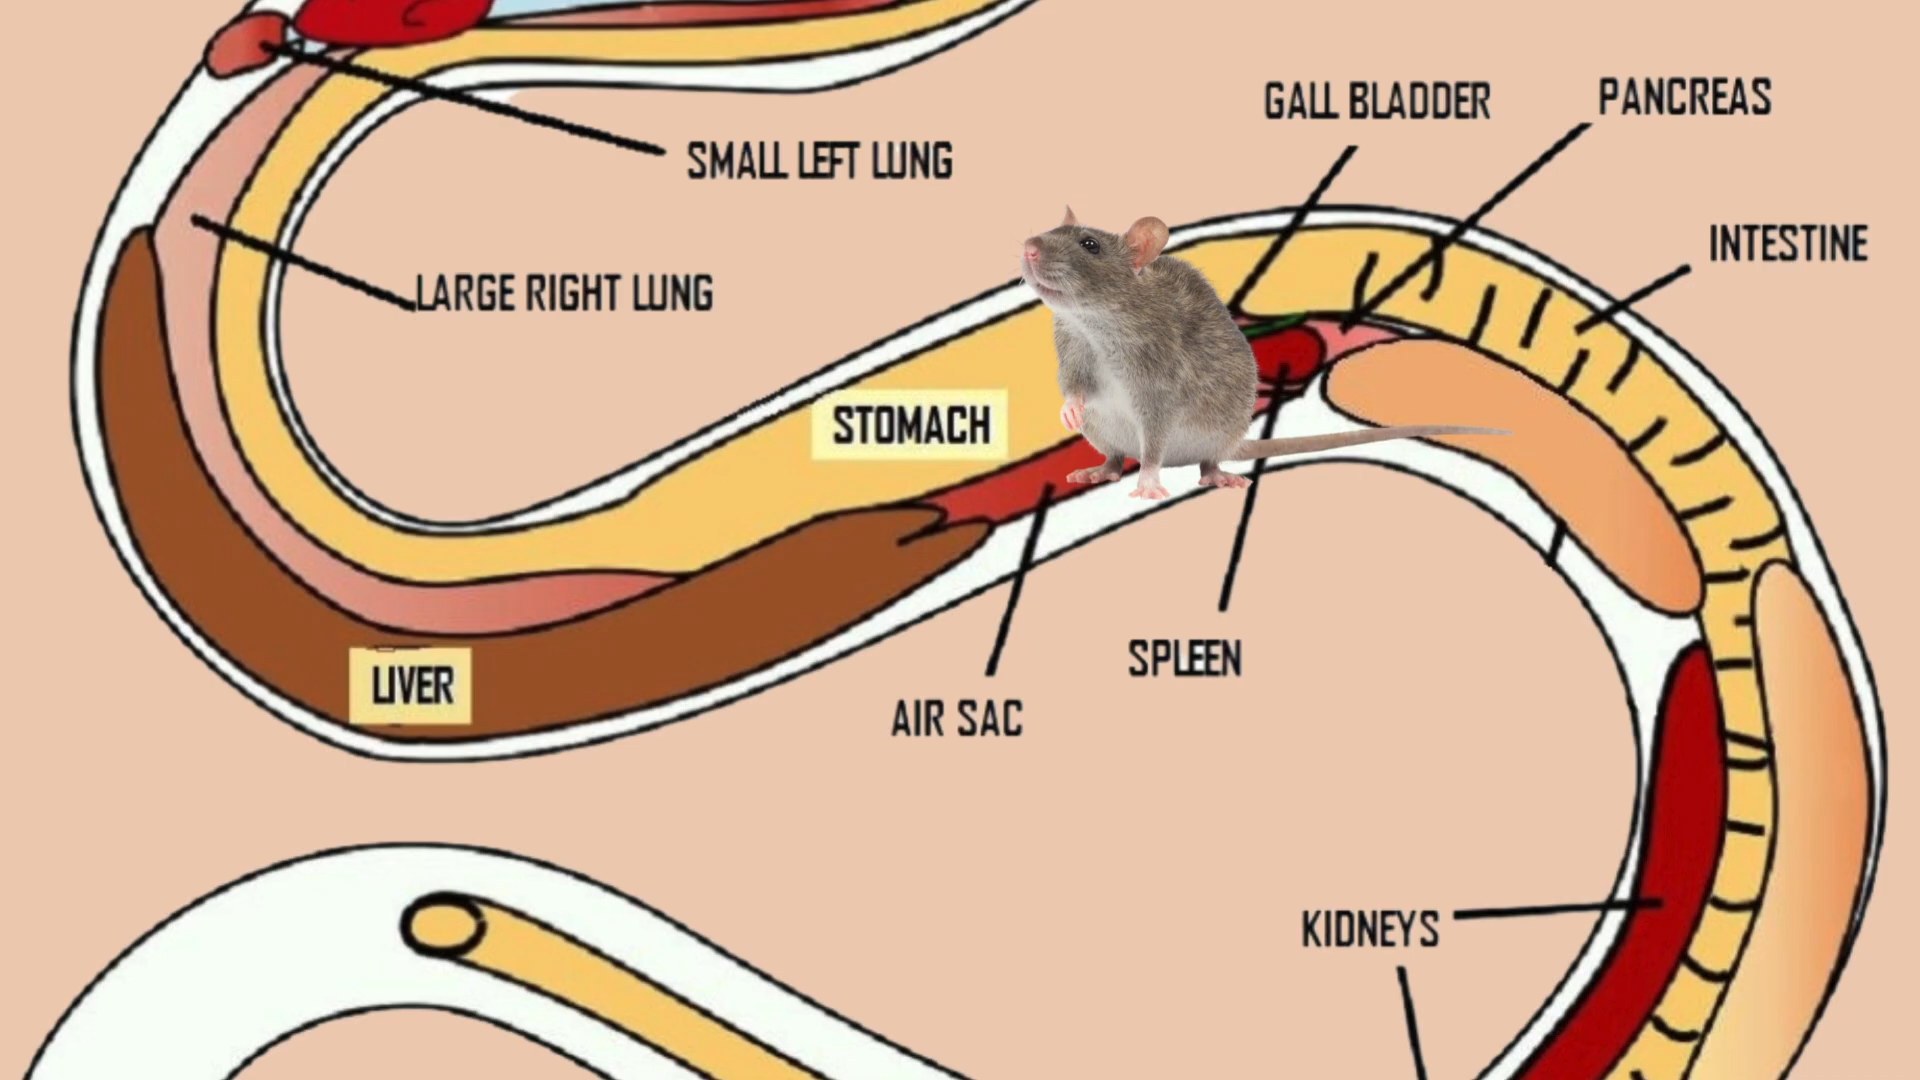 GALL BLADDER
PANCREAS
SMALL LEFT LUNG
INTESTINE
LARGE RIGHT LUNG
STOMACH
SPLEEN
LIVER
AIR SAC
KIDNEYS